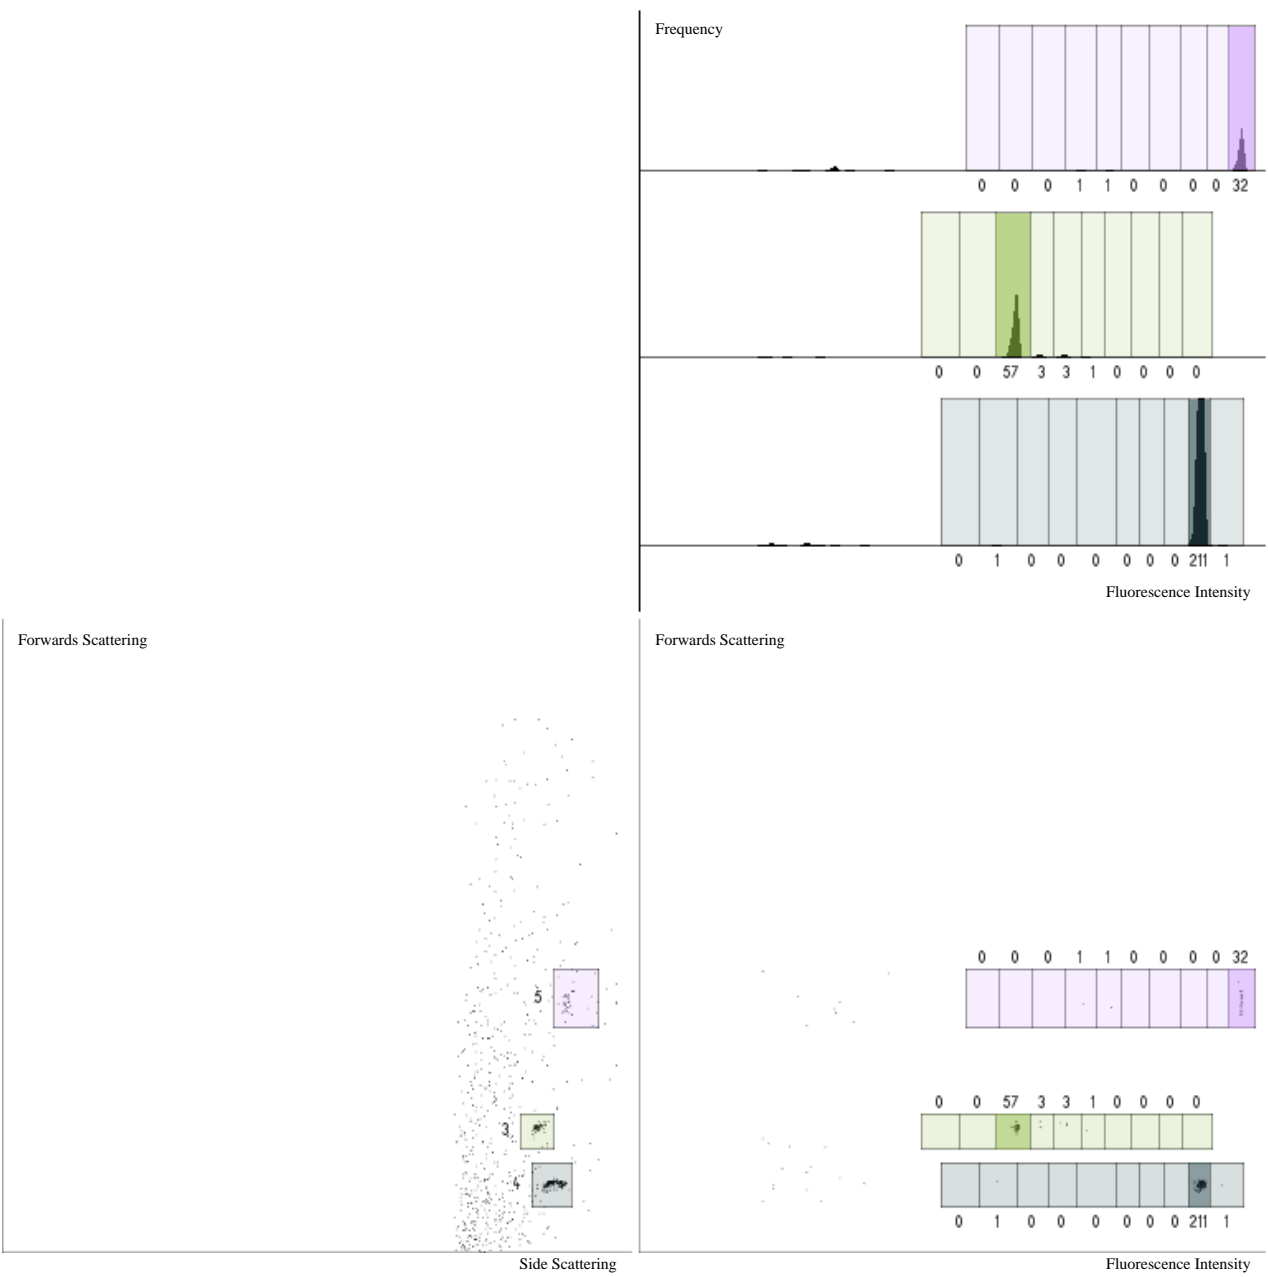 Frequency
0 0 0 1 1 0 0 0 0 32
0 0 57 3 3 1 0 0 0 0
0 1 0 0 0 0 0 0 211 1
Fluorescence Intensity
Forwards Scattering
5
3
4
Side Scattering
Forwards Scattering
0 0 0 1 1 0 0 0 0 32
0 0 57 3 3 1 0 0 0 0
0 1 0 0 0 0 0 0 211 1
Fluorescence Intensity